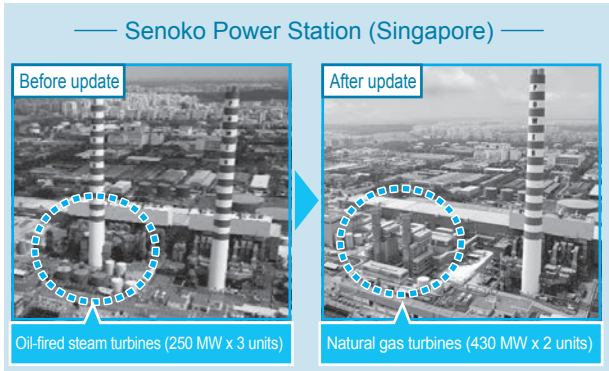 Senoko Power Station (Singapore)
Before update
After update
Oil-fired steam turbines (250 MW x 3 units)
Natural gas turbines (430 MW x 2 units)